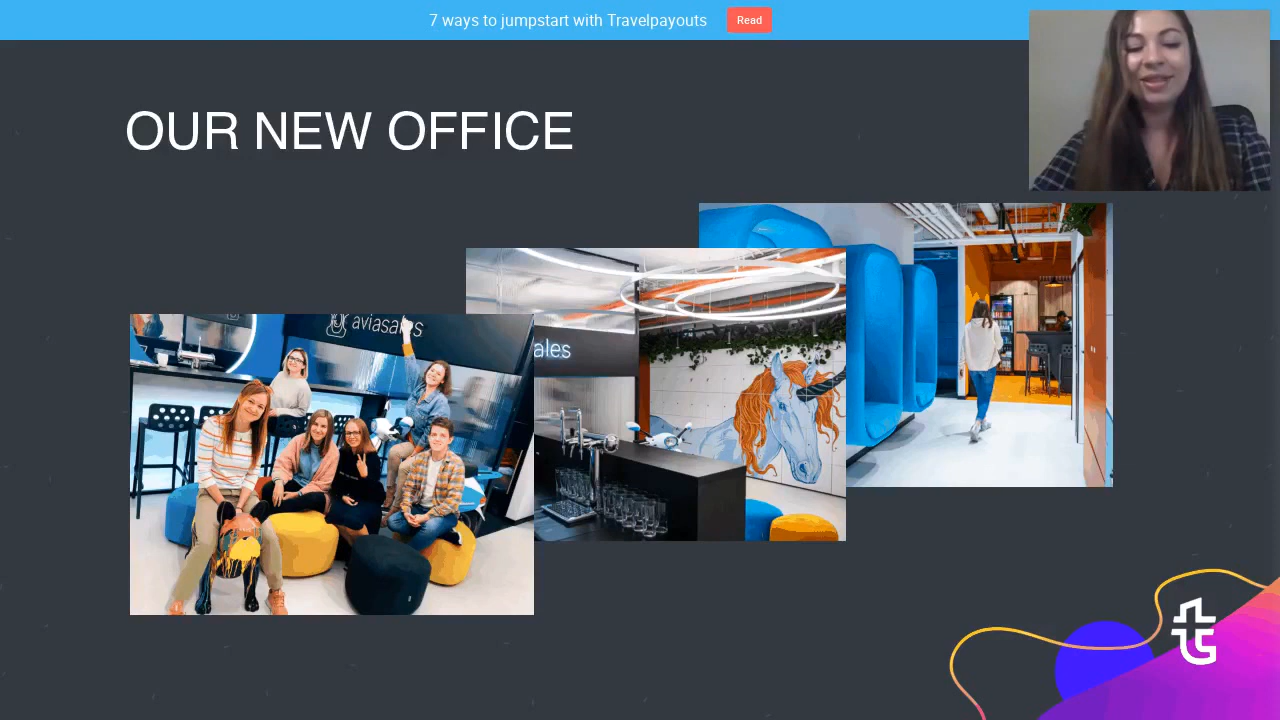 7 ways to jumpstart with Travelpayouts
Read
OUR NEW OFFICE
aviasales
ales